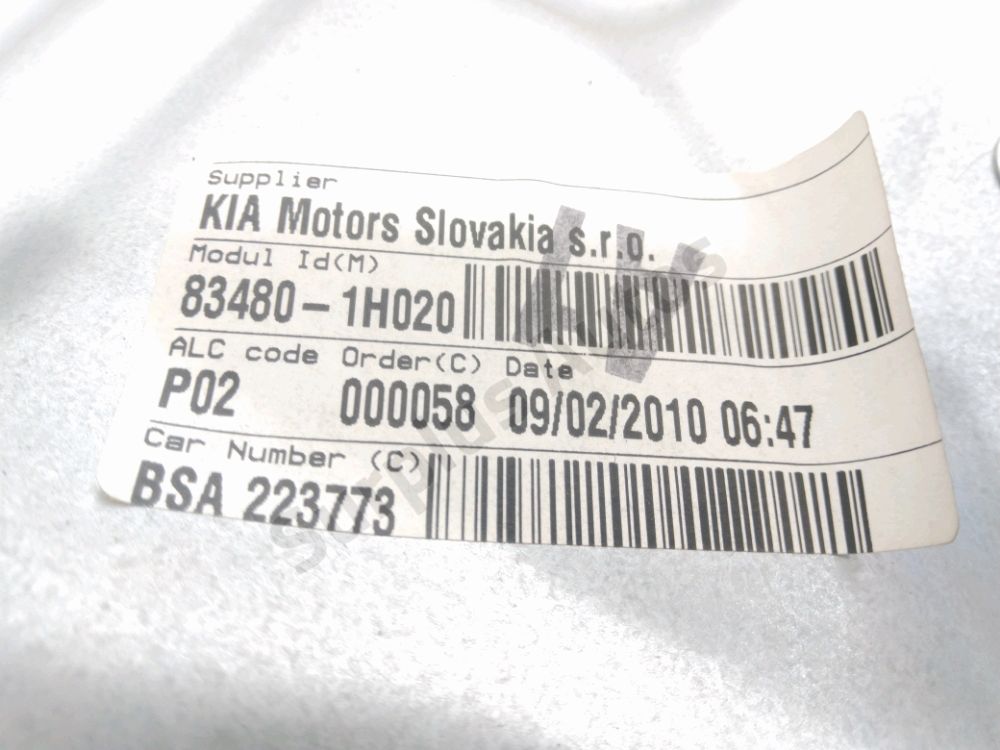 Supplier
KIA Motors Slovakia s.r.o.
Modul Id(M)
83480-1H020
ALC code Order(C) Date
P02 000058 09/02/2010 06:47
Car Number (C)
BSA 223773